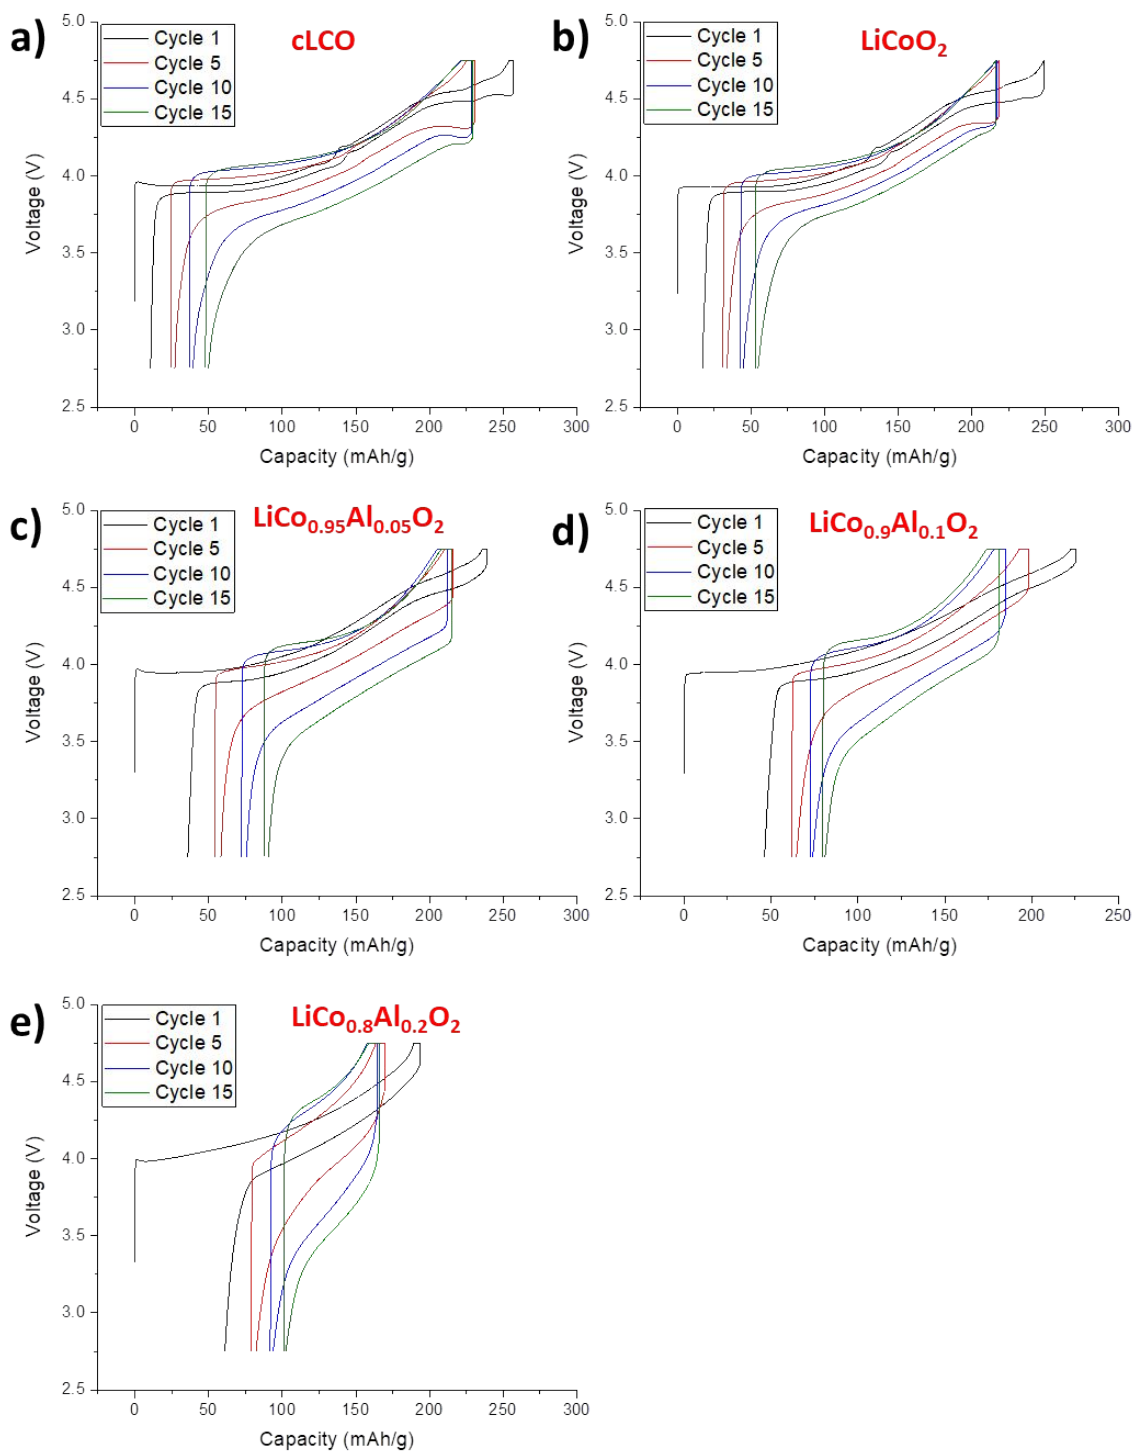 a)
cLCO
Cycle 1
Cycle 5
Cycle 10
Cycle 15
5.0
4.5
4.0
3.5
3.0
2.5
Voltage (V)
0 50 100 150 200 250 300
Capacity (mAh/g)
b)
LiCoO₂
Cycle 1
Cycle 5
Cycle 10
Cycle 15
5.0
4.5
4.0
3.5
3.0
2.5
Voltage (V)
0 50 100 150 200 250 300
Capacity (mAh/g)
c)
LiCo₀.₉₅Al₀.₀₅O₂
Cycle 1
Cycle 5
Cycle 10
Cycle 15
5.0
4.5
4.0
3.5
3.0
2.5
Voltage (V)
0 50 100 150 200 250 300
Capacity (mAh/g)
d)
LiCo₀.₉Al₀.₁O₂
Cycle 1
Cycle 5
Cycle 10
Cycle 15
5.0
4.5
4.0
3.5
3.0
2.5
Voltage (V)
0 50 100 150 200 250
Capacity (mAh/g)
e)
LiCo₀.₈Al₀.₂O₂
Cycle 1
Cycle 5
Cycle 10
Cycle 15
5.0
4.5
4.0
3.5
3.0
2.5
Voltage (V)
0 50 100 150 200 250 300
Capacity (mAh/g)